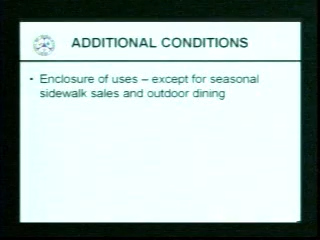 ADDITIONAL CONDITIONS
• Enclosure of uses – except for seasonal
sidewalk sales and outdoor dining